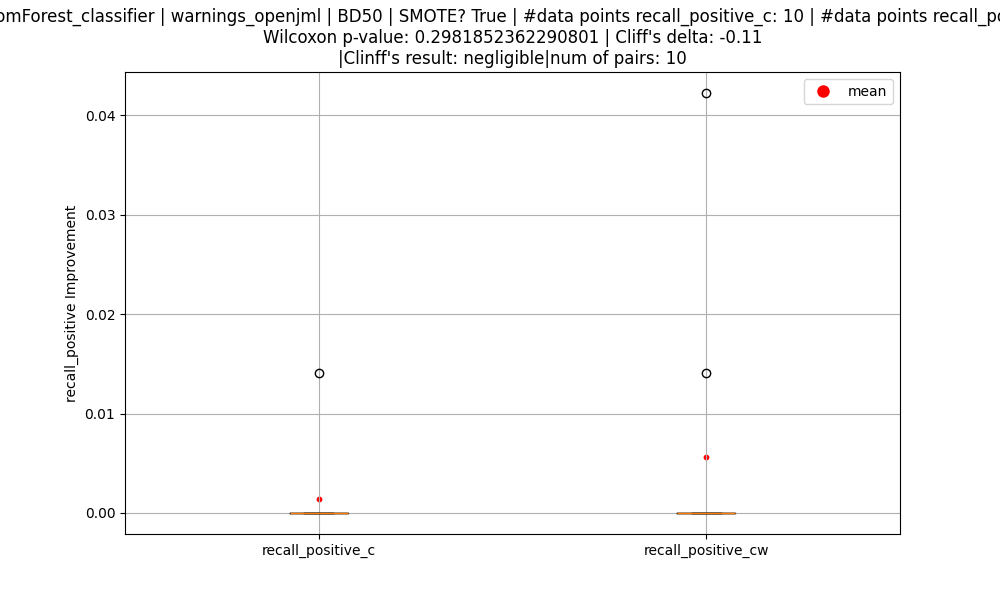 omForest_classifier | warnings_openjml | BD50 | SMOTE? True | #data points recall_positive_c: 10 | #data points recall_po
Wilcoxon p-value: 0.2981852362290801 | Cliff's delta: -0.11
|Clinff's result: negligible|num of pairs: 10
mean
0.04
0.03
0.02
0.01
0.00
recall_positive Improvement
recall_positive_c
recall_positive_cw